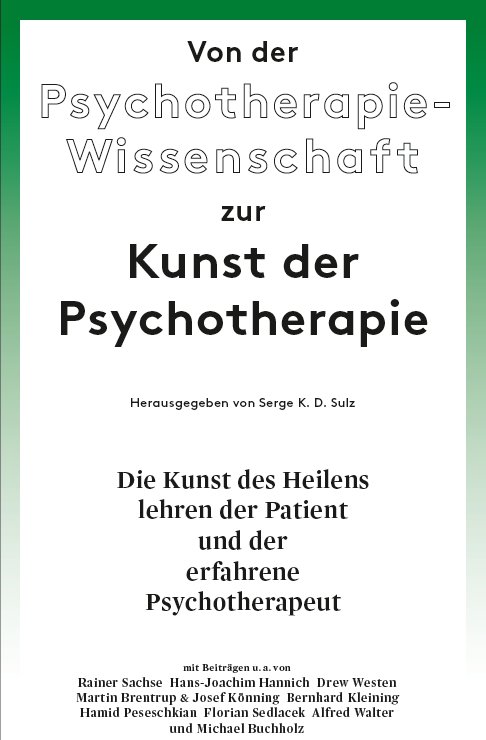 Von der
Psychotherapie-
Wissenschaft
zur
Kunst der
Psychotherapie
Herausgegeben von Serge K. D. Sulz
Die Kunst des Heilens
lehren der Patient
und der
erfahrene
Psychotherapeut
mit Beiträgen u. a. von
Rainer Sachse Hans-Joachim Hannich Drew Westen
Martin Brentrup & Josef Könning Bernhard Kleining
Hamid Peseschkian Florian Sedlacek Alfred Walter
und Michael Buchholz